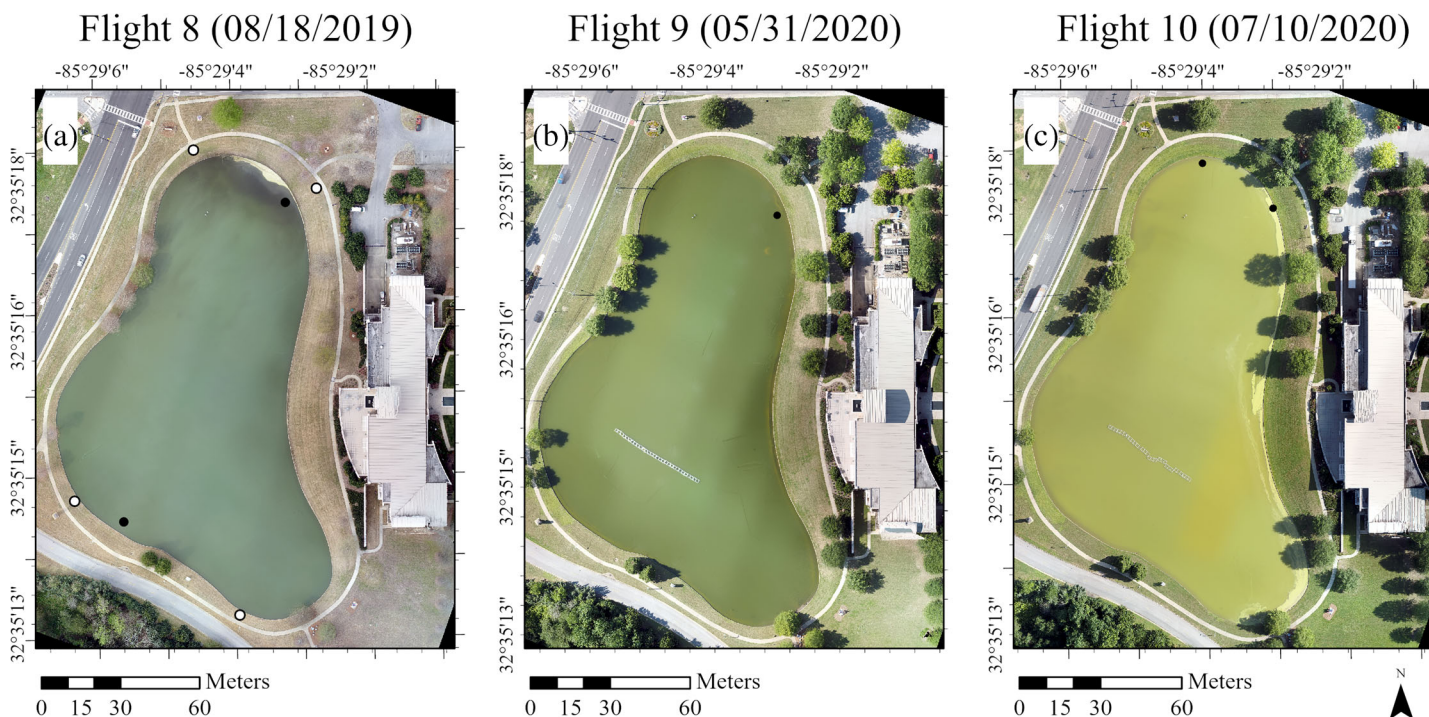 Flight 8 (08/18/2019)
Flight 9 (05/31/2020)
Flight 10 (07/10/2020)
-85°29'6" -85°29'4" -85°29'2"
-85°29'6" -85°29'4" -85°29'2"
-85°29'6" -85°29'4" -85°29'2"
(a)
(b)
(c)
32°35'18"
32°35'16"
32°35'15"
32°35'13"
32°35'18"
32°35'16"
32°35'15"
32°35'13"
32°35'18"
32°35'16"
32°35'15"
32°35'13"
Meters
0 15 30 60
Meters
0 15 30 60
Meters
0 15 30 60
N